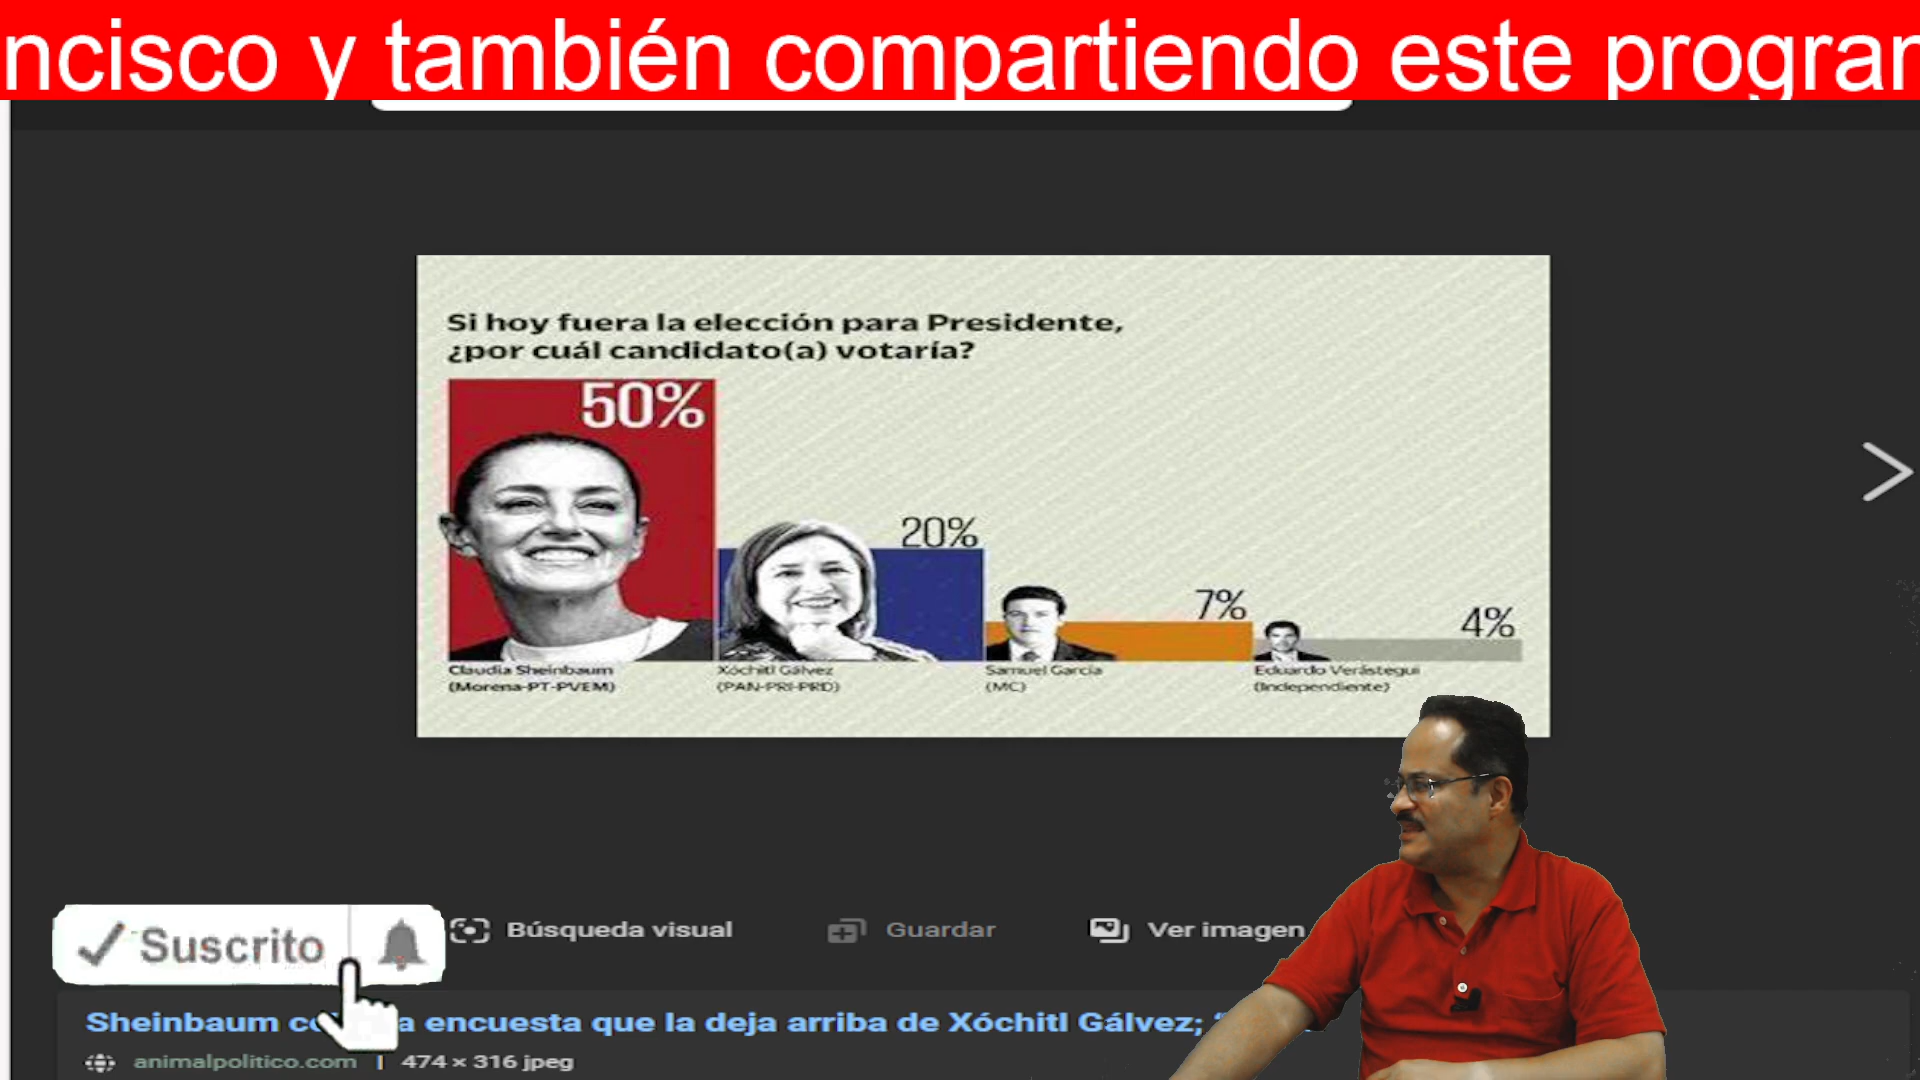 ncisco y también compartiendo este prograr
Si hoy fuera la elección para Presidente,
¿por cuál candidato(a) votaría?
50%
20%
7%
4%
Claudia Sheinbaum
(Morena-PT-PVEM)
Xóchitl Gálvez
(PAN-PRI-PRD)
Samuel García
(MC)
Eduardo Verástegui
(Independiente)
Suscrito
Búsqueda visual
Guardar
Ver imagen
Sheinbaum a encuesta que la deja arriba de Xóchitl Gálvez;
animalpolitico.com | 474 × 316 jpeg